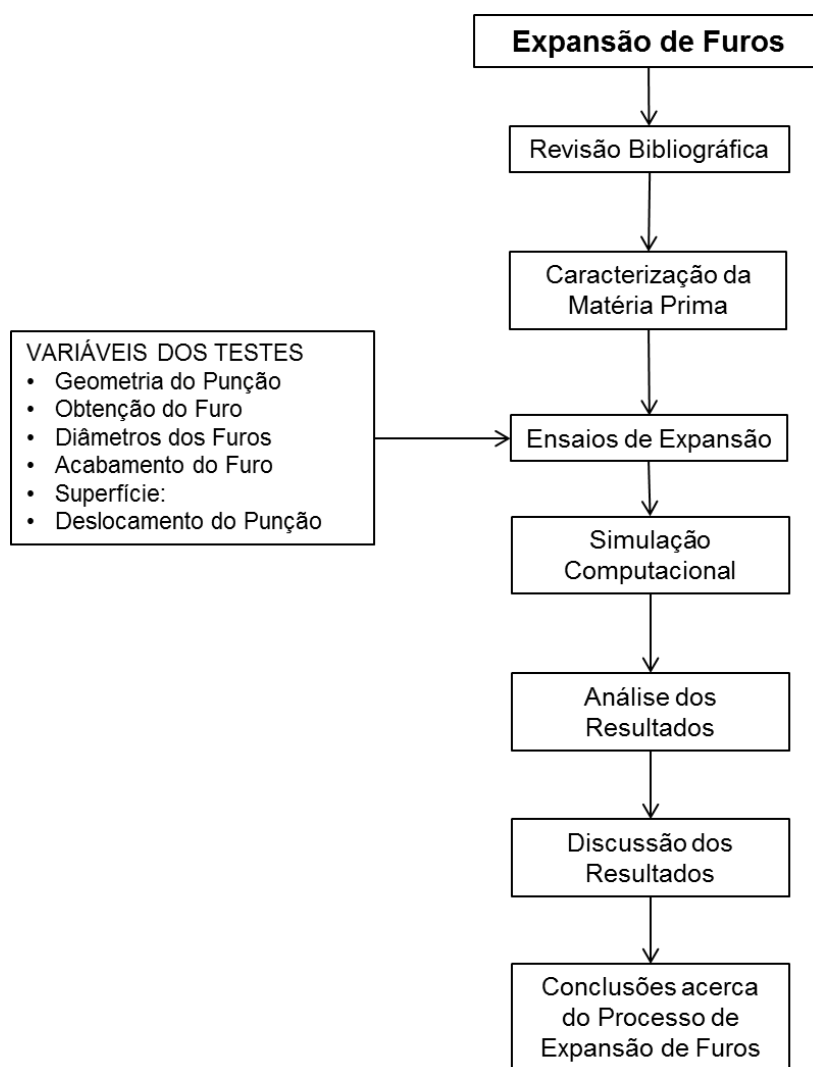 Expansão de Furos
Revisão Bibliográfica
Caracterização da
Matéria Prima
VARIÁVEIS DOS TESTES
• Geometria do Punção
• Obtenção do Furo
• Diâmetros dos Furos
• Acabamento do Furo
• Superfície:
• Deslocamento do Punção
Ensaios de Expansão
Simulação
Computacional
Análise dos
Resultados
Discussão dos
Resultados
Conclusões acerca
do Processo de
Expansão de Furos